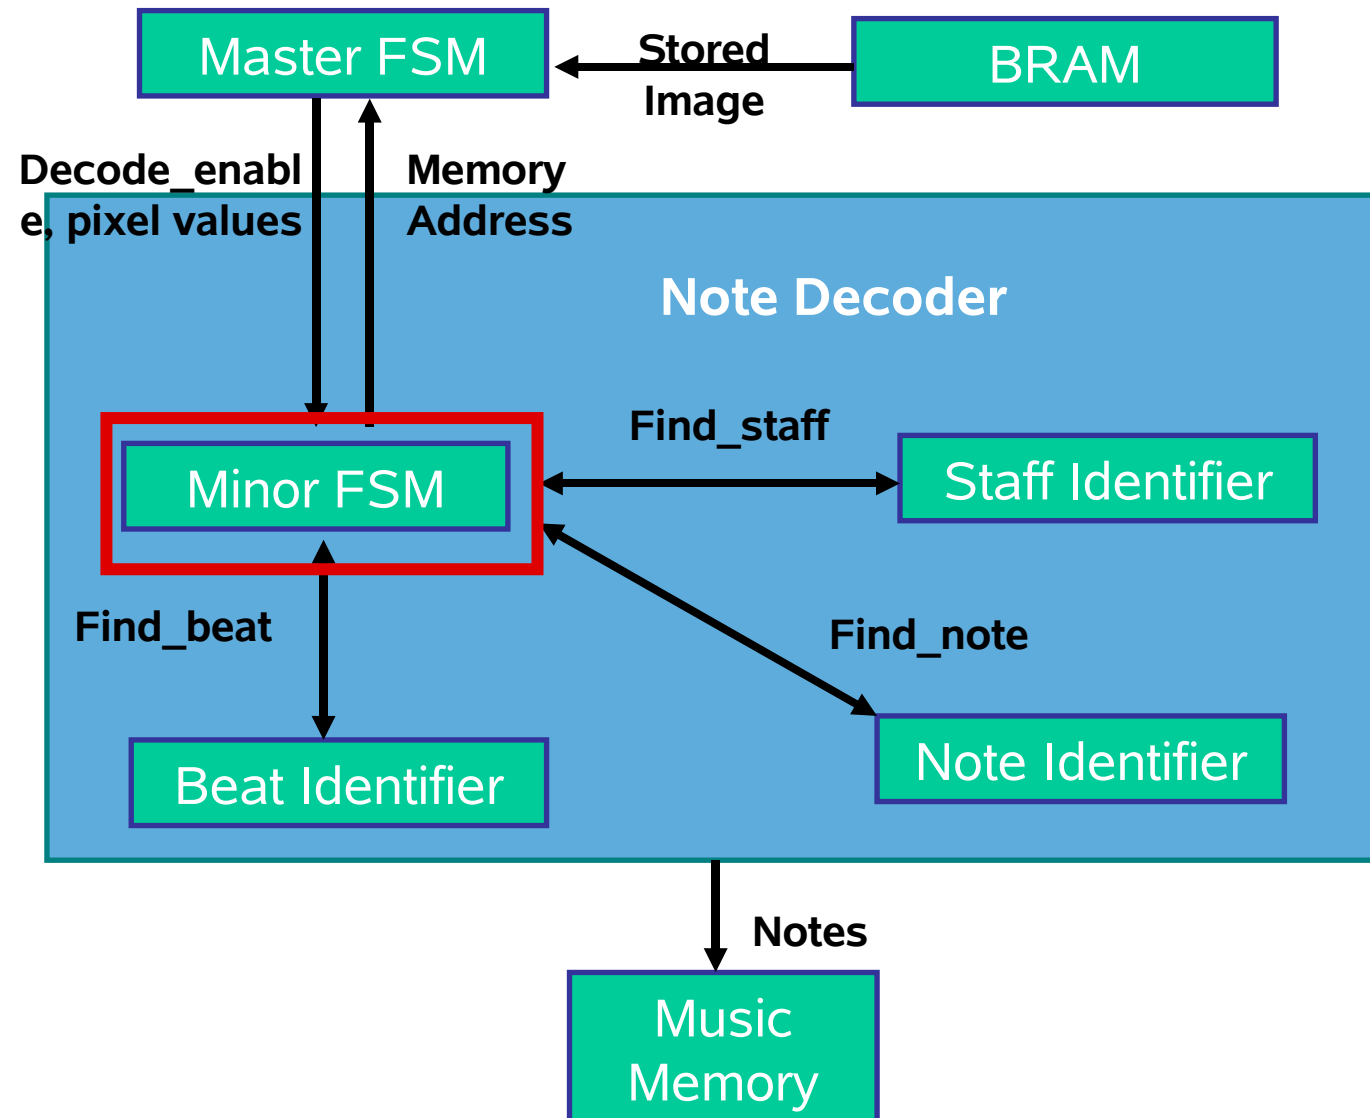 Master FSM
Stored
Image
BRAM
Decode_enabl
e, pixel values
Memory
Address
Note Decoder
Find_staff
Minor FSM
Staff Identifier
Find_beat
Find_note
Beat Identifier
Note Identifier
Notes
Music
Memory